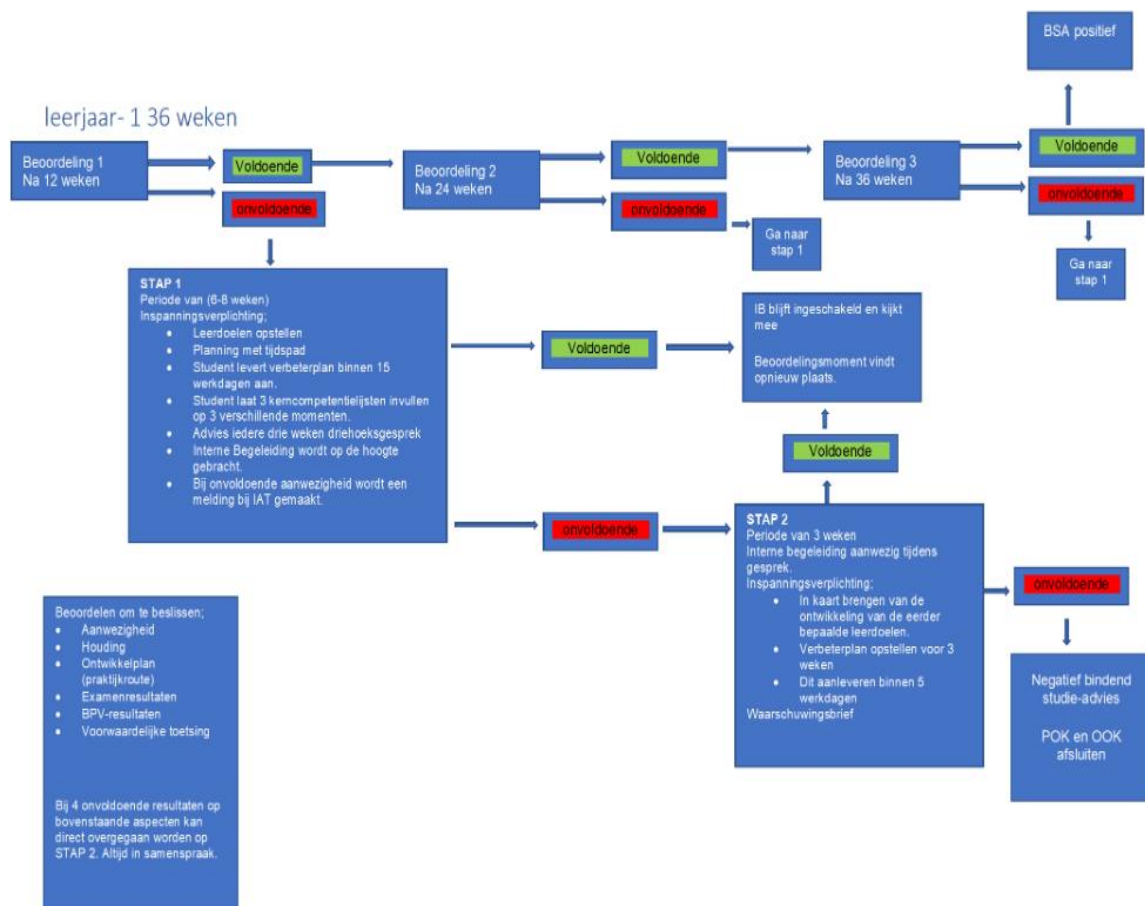 BSA positief
leerjaar- 1 36 weken
Beoordeling 1
Na 12 weken
Voldoende
onvoldoende
Beoordeling 2
Na 24 weken
Voldoende
onvoldoende
Ga naar
stap 1
Beoordeling 3
Na 36 weken
Voldoende
onvoldoende
Ga naar
stap 1
STAP 1
Periode van (6-8 weken)
Inspanningsverplichting;
• Leerdoelen opstellen
• Planning met tijdspad
• Student levert verbeterplan binnen 15
werkdagen aan.
• Student laat 3 kerncompetentielijsten invullen
op 3 verschillende momenten.
• Advies iedere drie weken driehoeksgesprek
• Interne Begeleiding wordt op de hoogte
gebracht.
• Bij onvoldoende aanwezigheid wordt een
melding bij IAT gemaakt.
Voldoende
IB blijft ingeschakeld en kijkt
mee
Beoordelingsmoment vindt
opnieuw plaats.
Voldoende
onvoldoende
STAP 2
Periode van 3 weken
Interne begeleiding aanwezig tijdens
gesprek.
Inspanningsverplichting;
• In kaart brengen van de
ontwikkeling van de eerder
bepaalde leerdoelen.
• Verbeterplan opstellen voor 3
weken
• Dit aanleveren binnen 5
werkdagen
Waarschuwingsbrief
onvoldoende
Negatief bindend
studie-advies
POK en OOK
afsluiten
Beoordelen om te beslissen;
• Aanwezigheid
• Houding
• Ontwikkelplan
(praktijkroute)
• Examenresultaten
• BPV-resultaten
• Voorwaardelijke toetsing
Bij 4 onvoldoende resultaten op
bovenstaande aspecten kan
direct overgegaan worden op
STAP 2. Altijd in samenspraak.